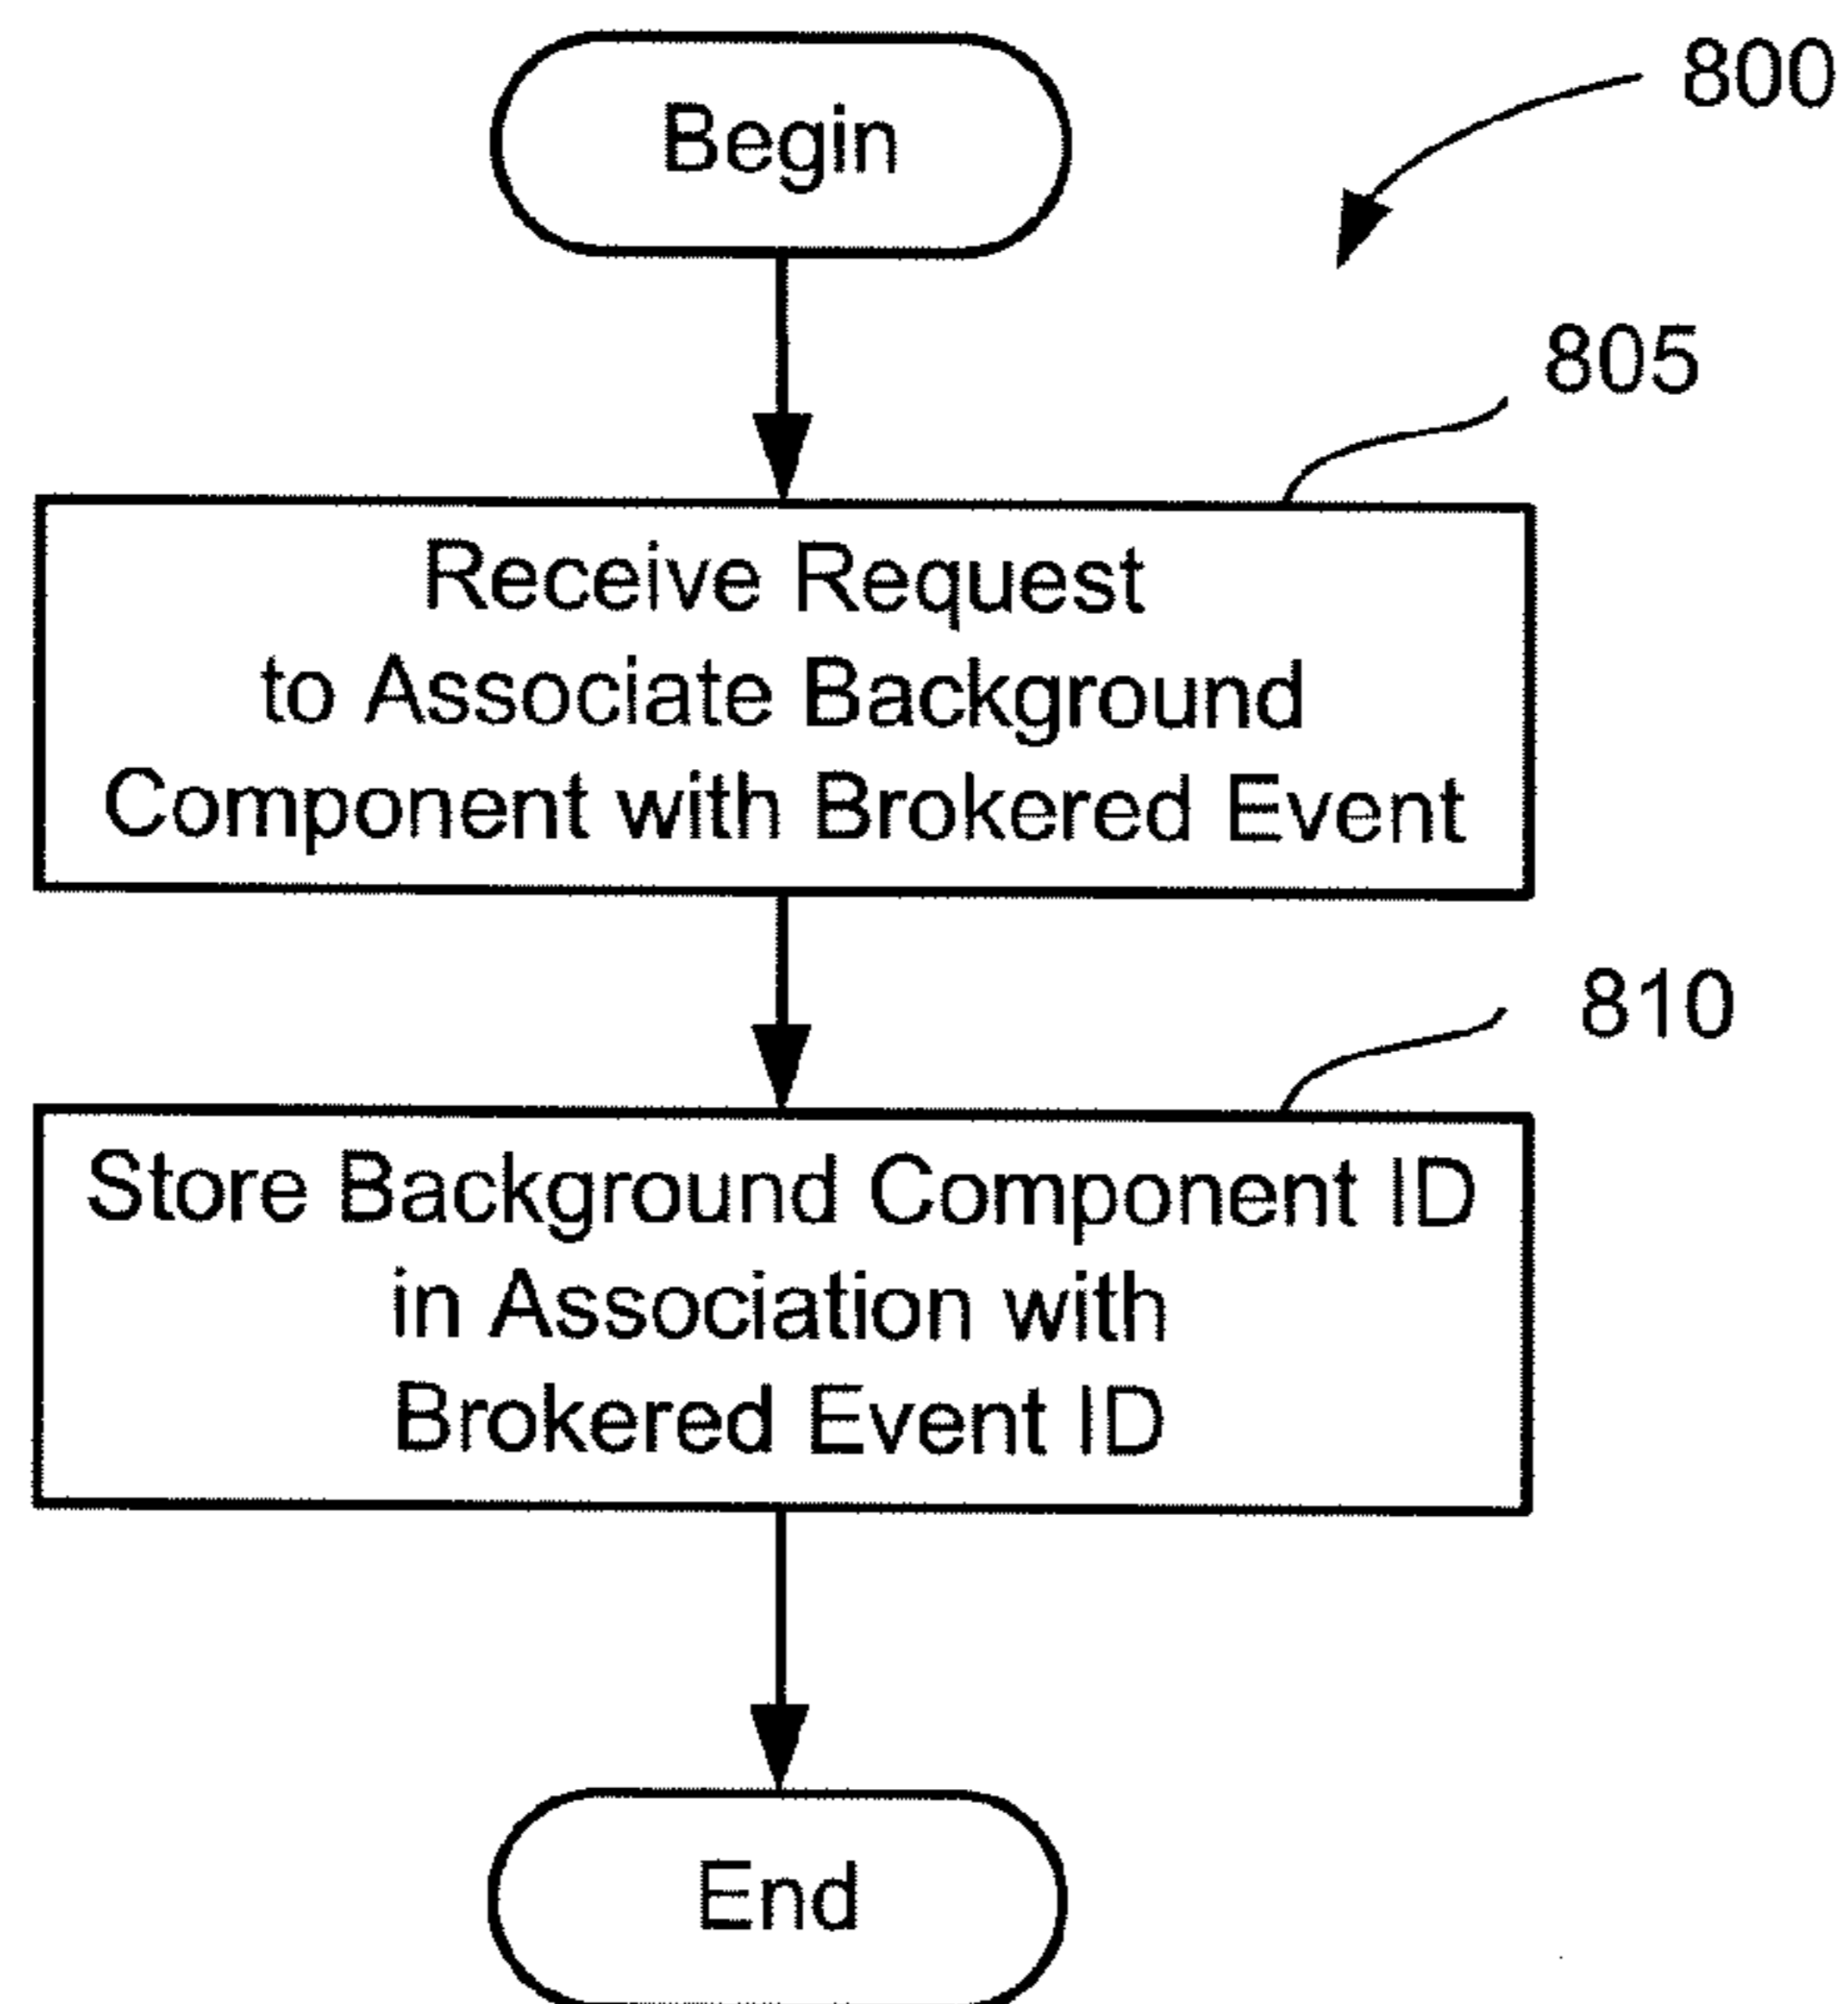 Begin
800
805
Receive Request
to Associate Background
Component with Brokered Event
810
Store Background Component ID
in Association with
Brokered Event ID
End